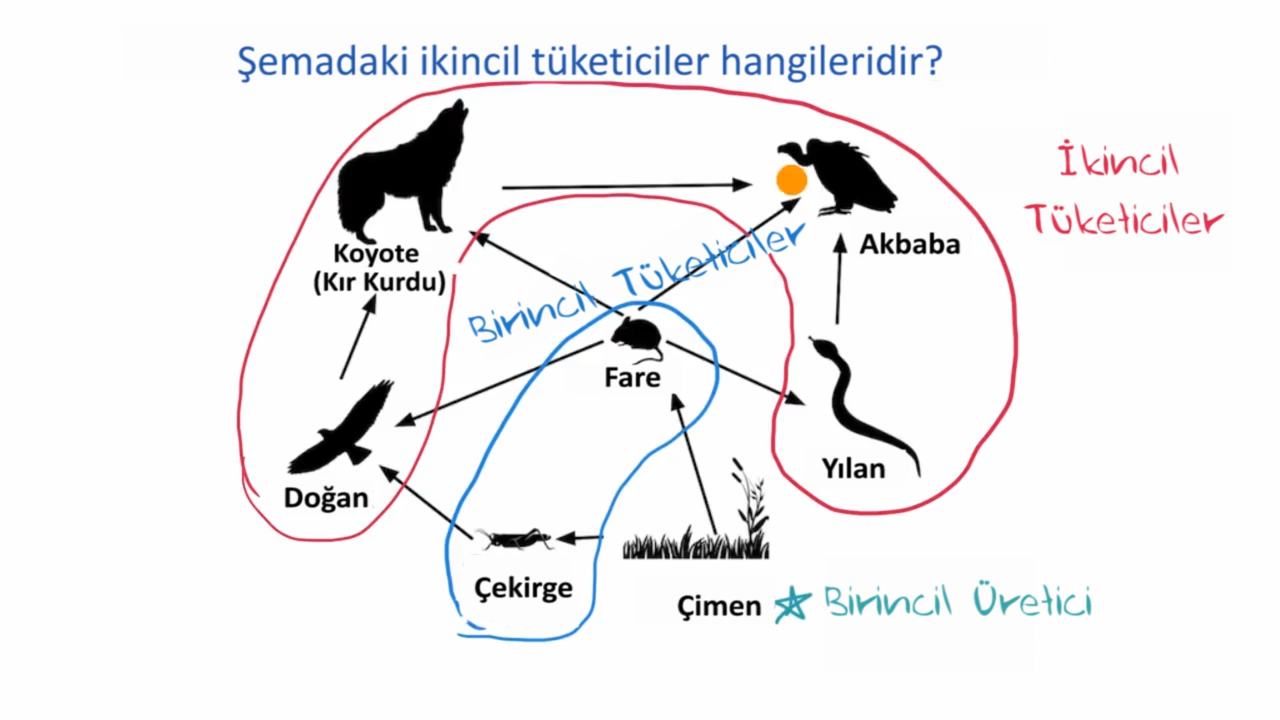 Şemadaki ikincil tüketiciler hangileridir?
İkincil
Tüketiciler
Koyote
(Kır Kurdu)
Akbaba
Birincil Tüketiciler
Fare
Yılan
Doğan
Çekirge
Çimen
Birincil Üretici